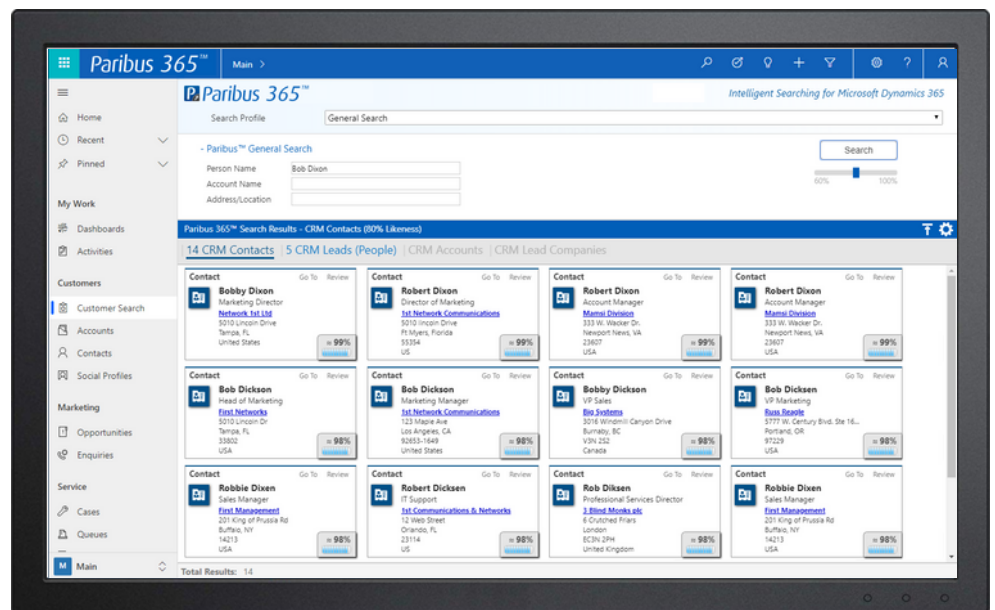 Paribus 365™ Main >
Paribus 365™ Intelligent Searching for Microsoft Dynamics 365
Home
Recent
Pinned
My Work
Dashboards
Activities
Customers
Customer Search
Accounts
Contacts
Social Profiles
Marketing
Opportunities
Enquiries
Service
Cases
Queues
M Main
Search Profile General Search
- Paribus™ General Search
Person Name Bob Dixon
Account Name
Address/Location
Search
60% 100%
Paribus 365™ Search Results - CRM Contacts (80% Likeness)
14 CRM Contacts | 5 CRM Leads (People) | CRM Accounts | CRM Lead Companies
Contact Go To Review
Bobby Dixon
Marketing Director
Network 1st Ltd
5010 Lincoln Drive
Tampa, FL
United States
= 99%
Contact Go To Review
Robert Dixon
Director of Marketing
1st Network Communications
5010 lincoln Drive
Ft Myers, Florida
55354
US
= 99%
Contact Go To Review
Robert Dixon
Account Manager
Mamsi Division
333 W. Wacker Dr.
Newport News, VA
23607
USA
= 99%
Contact Go To Review
Robert Dixon
Account Manager
Mamsi Division
333 W. Wacker Dr.
Newport News, VA
23607
USA
= 99%
Contact Go To Review
Bob Dickson
Head of Marketing
First Networks
5010 Lincoln Dr
Tampa, FL
33802
USA
= 98%
Contact Go To Review
Bob Dickson
Marketing Manager
1st Network Communications
123 Maple Ave
Los Angeles, CA
92653-1649
United States
= 98%
Contact Go To Review
Bobby Dickson
VP Sales
Big Systems
3016 Windmill Canyon Drive
Burnaby, BC
V3N 2S2
Canada
= 98%
Contact Go To Review
Bob Dicksen
VP Marketing
Russ Reagle
5777 W. Century Blvd. Ste 16...
Portland, OR
97229
USA
= 98%
Contact Go To Review
Robbie Dixen
Sales Manager
First Management
201 King of Prussia Rd
Buffalo, NY
14213
USA
= 98%
Contact Go To Review
Robert Dicksen
IT Support
1st Communications & Networks
12 Web Street
Orlando, FL
23114
US
= 98%
Contact Go To Review
Rob Diksen
Professional Services Director
3 Blind Monks plc
6 Crutched Friars
London
EC3N 2PH
United Kingdom
= 98%
Contact Go To Review
Robbie Dixen
Sales Manager
First Management
201 King of Prussia Rd
Buffalo, NY
14213
USA
= 98%
Total Results: 14